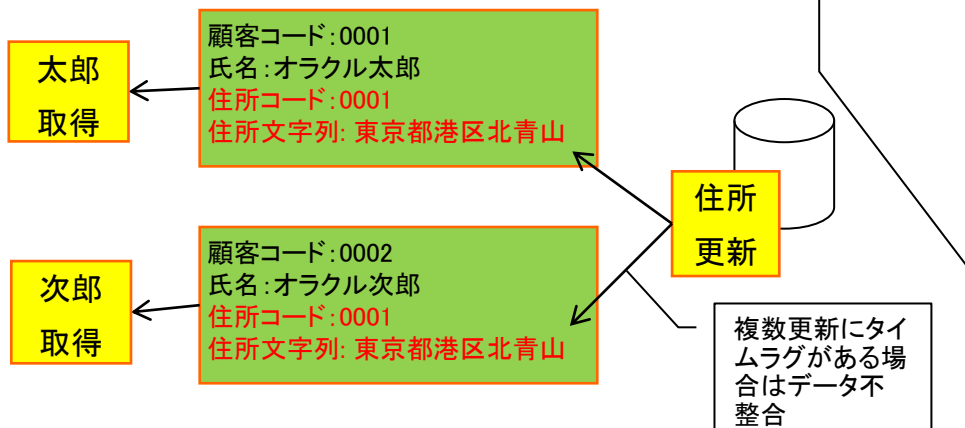 太郎
取得
顧客コード:0001
氏名:オラクル太郎
住所コード:0001
住所文字列: 東京都港区北青山
住所
更新
次郎
取得
顧客コード:0002
氏名:オラクル次郎
住所コード:0001
住所文字列: 東京都港区北青山
複数更新にタイ
ムラグがある場
合はデータ不
整合